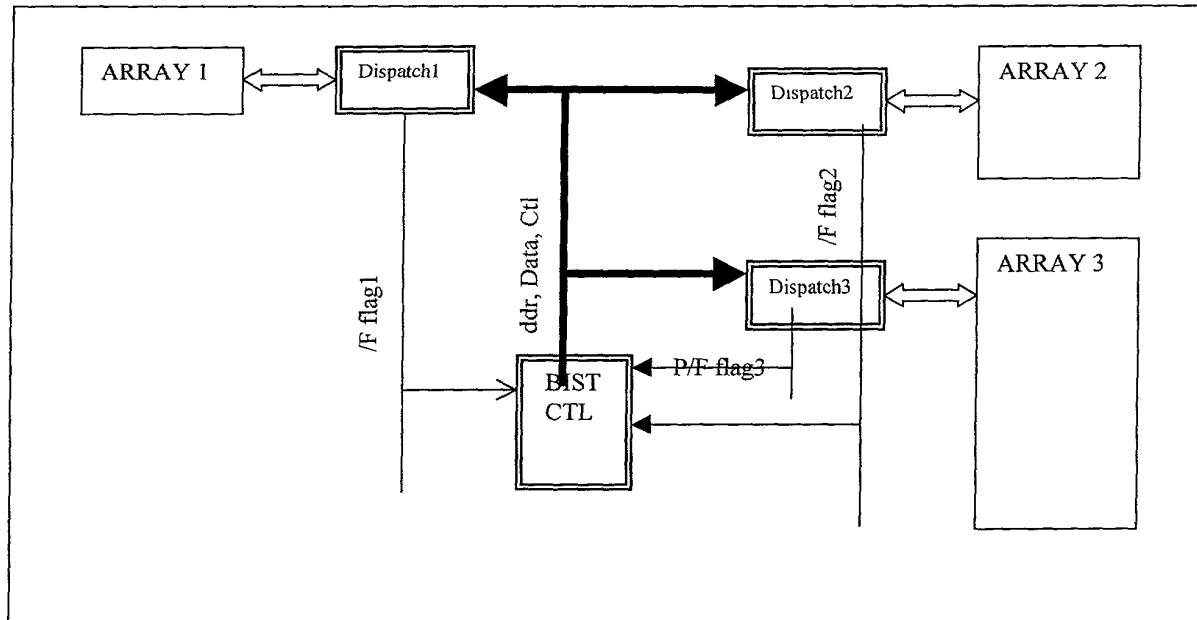 ARRAY 1
Dispatch1
Dispatch2
ARRAY 2
/F flag1
ddr, Data, Ctl
/F flag2
Dispatch3
ARRAY 3
P/F flag3
BIST
CTL